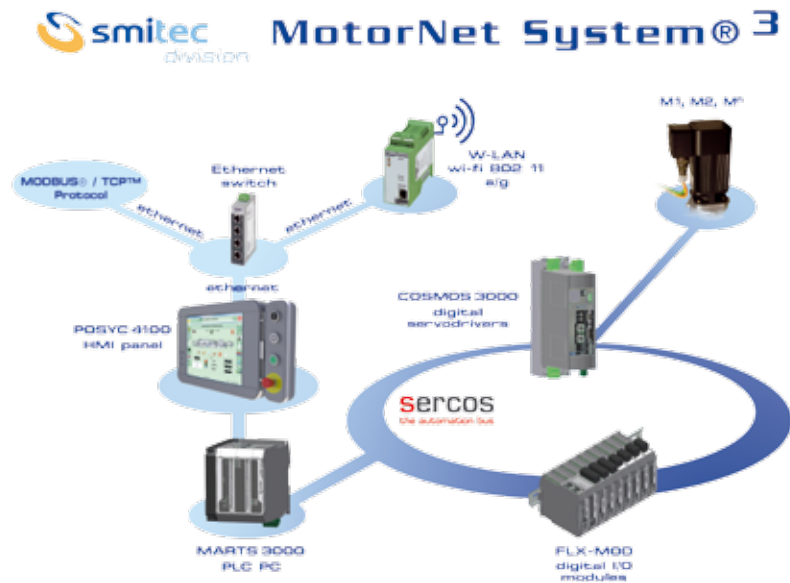 smitec
division
MotorNet System® 3
M1, M2, Mⁿ
W-LAN
wi-fi 802 11
a/g
Ethernet
switch
MODBUS® / TCP™
Protocol
ethernet
ethernet
ethernet
COSMOS 3000
digital
servodrivers
POSYC 4100
HMI panel
sercos
the automation bus
MARTS 3000
PLC PC
FLX-MOD
digital I/O
modules